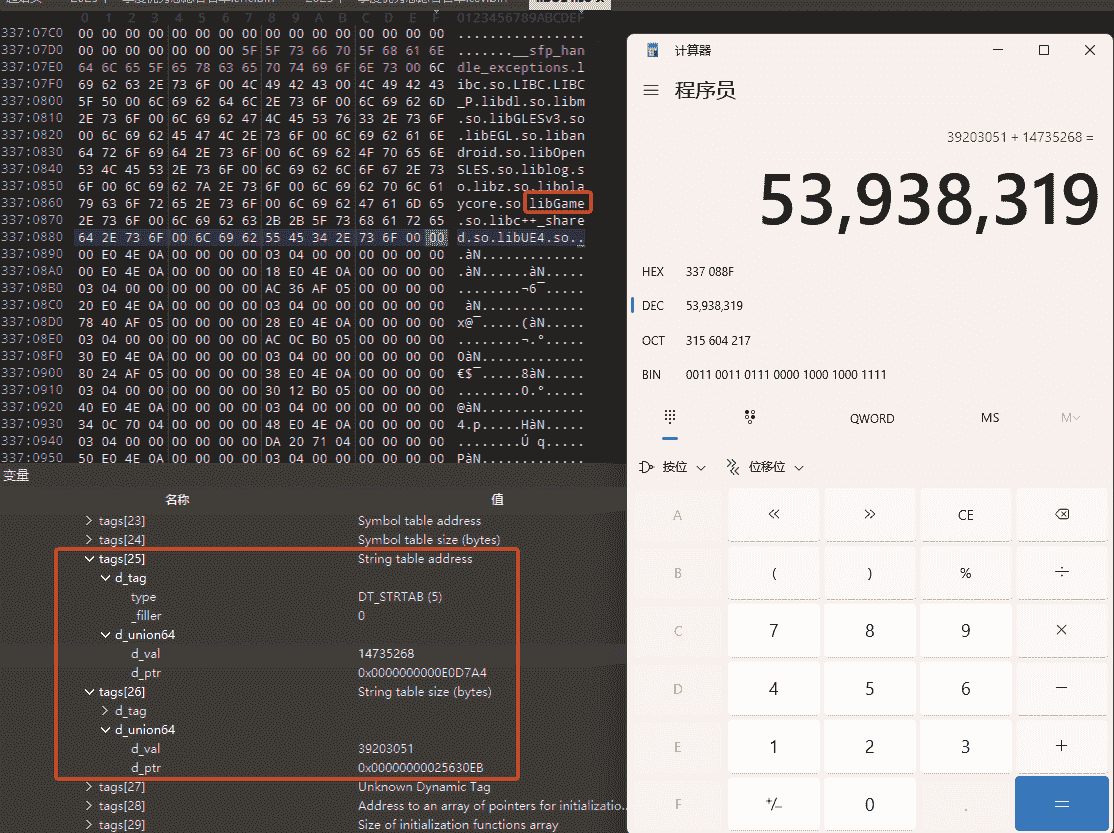 0 1 2 3 4 5 6 7 8 9 A B C D E F 0123456789ABCDEF
337:07C0 00 00 00 00 00 00 00 00 00 00 00 00 00 00 00 00 ................
337:07D0 00 00 00 00 00 00 00 5F 5F 73 66 70 5F 68 61 6E .......__sfp_han
337:07E0 64 6C 65 5F 65 78 63 65 70 74 69 6F 6E 73 00 6C dle_exceptions.l
337:07F0 69 62 63 2E 73 6F 00 4C 49 42 43 00 4C 49 42 43 ibc.so.LIBC.LIBC
337:0800 5F 50 00 6C 69 62 64 6C 2E 73 6F 00 6C 69 62 6D _P.libdl.so.libm
337:0810 2E 73 6F 00 6C 69 62 47 4C 45 53 76 33 2E 73 6F .so.libGLESv3.so
337:0820 00 6C 69 62 45 47 4C 2E 73 6F 00 6C 69 62 61 6E .libEGL.so.liban
337:0830 64 72 6F 69 64 2E 73 6F 00 6C 69 62 4F 70 65 6E droid.so.libOpen
337:0840 53 4C 45 53 2E 73 6F 00 6C 69 62 6C 6F 67 2E 73 SLES.so.liblog.s
337:0850 6F 00 6C 69 62 7A 2E 73 6F 00 6C 69 62 70 6C 61 o.libz.so.libpla
337:0860 79 63 6F 72 65 2E 73 6F 00 6C 69 62 47 61 6D 65 ycore.so.libGame
337:0870 2E 73 6F 00 6C 69 62 63 2B 2B 5F 73 68 61 72 65 .so.libc++_share
337:0880 64 2E 73 6F 00 6C 69 62 55 45 34 2E 73 6F 00 00 d.so.libUE4.so..
337:0890 00 E0 4E 0A 00 00 00 00 03 04 00 00 00 00 00 00 .àN.............
337:08A0 00 E0 4E 0A 00 00 00 00 18 E0 4E 0A 00 00 00 00 .àN......àN.....
337:08B0 03 04 00 00 00 00 00 00 AC 36 AF 05 00 00 00 00 ........¬6¯.....
337:08C0 20 E0 4E 0A 00 00 00 00 03 04 00 00 00 00 00 00  àN.............
337:08D0 78 40 AF 05 00 00 00 00 28 E0 4E 0A 00 00 00 00 x@¯.....(àN.....
337:08E0 03 04 00 00 00 00 00 00 AC 0C B0 05 00 00 00 00 ........¬.°.....
337:08F0 30 E0 4E 0A 00 00 00 00 03 04 00 00 00 00 00 00 0àN.............
337:0900 80 24 AF 05 00 00 00 00 38 E0 4E 0A 00 00 00 00 €$¯.....8àN.....
337:0910 03 04 00 00 00 00 00 00 30 12 B0 05 00 00 00 00 ........0.°.....
337:0920 40 E0 4E 0A 00 00 00 00 03 04 00 00 00 00 00 00 @àN.............
337:0930 34 0C 70 04 00 00 00 00 48 E0 4E 0A 00 00 00 00 4.p.....HàN.....
337:0940 03 04 00 00 00 00 00 00 DA 20 71 04 00 00 00 00 ........Ú q.....
337:0950 50 E0 4E 0A 00 00 00 00 03 04 00 00 00 00 00 00 PàN.............
变量
名称 值
tags[23] Symbol table address
tags[24] Symbol table size (bytes)
tags[25] String table address
d_tag
type DT_STRTAB (5)
_filler 0
d_union64
d_val 14735268
d_ptr 0x0000000000E0D7A4
tags[26] String table size (bytes)
d_tag
d_union64
d_val 39203051
d_ptr 0x00000000025630EB
tags[27] Unknown Dynamic Tag
tags[28] Address to an array of pointers for initializatio...
tags[29] Size of initialization functions array
计算器
程序员
39203051 + 14735268 =
53,938,319
HEX 337 088F
DEC 53,938,319
OCT 315 604 217
BIN 0011 0011 0111 0000 1000 1000 1111
QWORD MS M
按位 位移位
A « » CE
B ( ) % ÷
C 7 8 9 ×
D 4 5 6 −
E 1 2 3 +
F +/− 0 . =